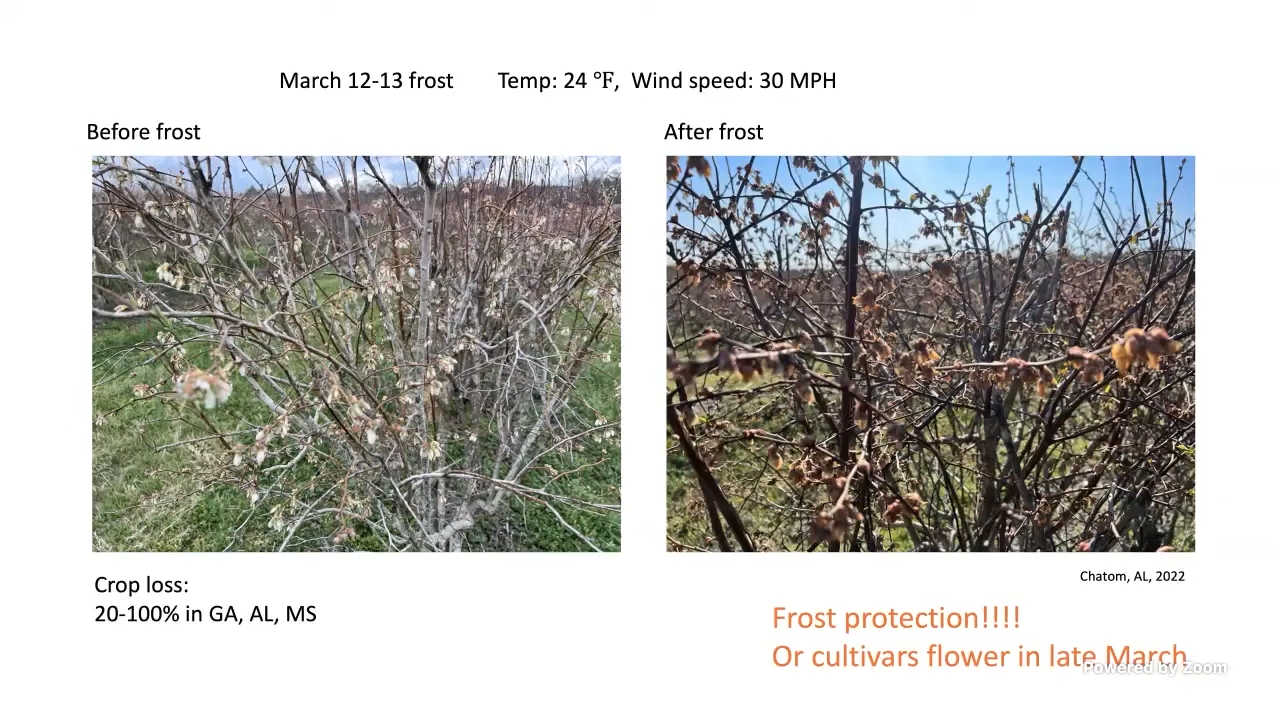 March 12-13 frost Temp: 24 °F, Wind speed: 30 MPH
Before frost
After frost
Crop loss:
20-100% in GA, AL, MS
Chatom, AL, 2022
Frost protection!!!!
Or cultivars flower in late March
Powered by Zoom